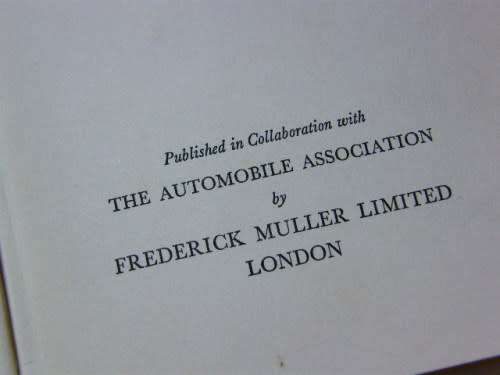 Published in Collaboration with
THE AUTOMOBILE ASSOCIATION
by
FREDERICK MULLER LIMITED
LONDON